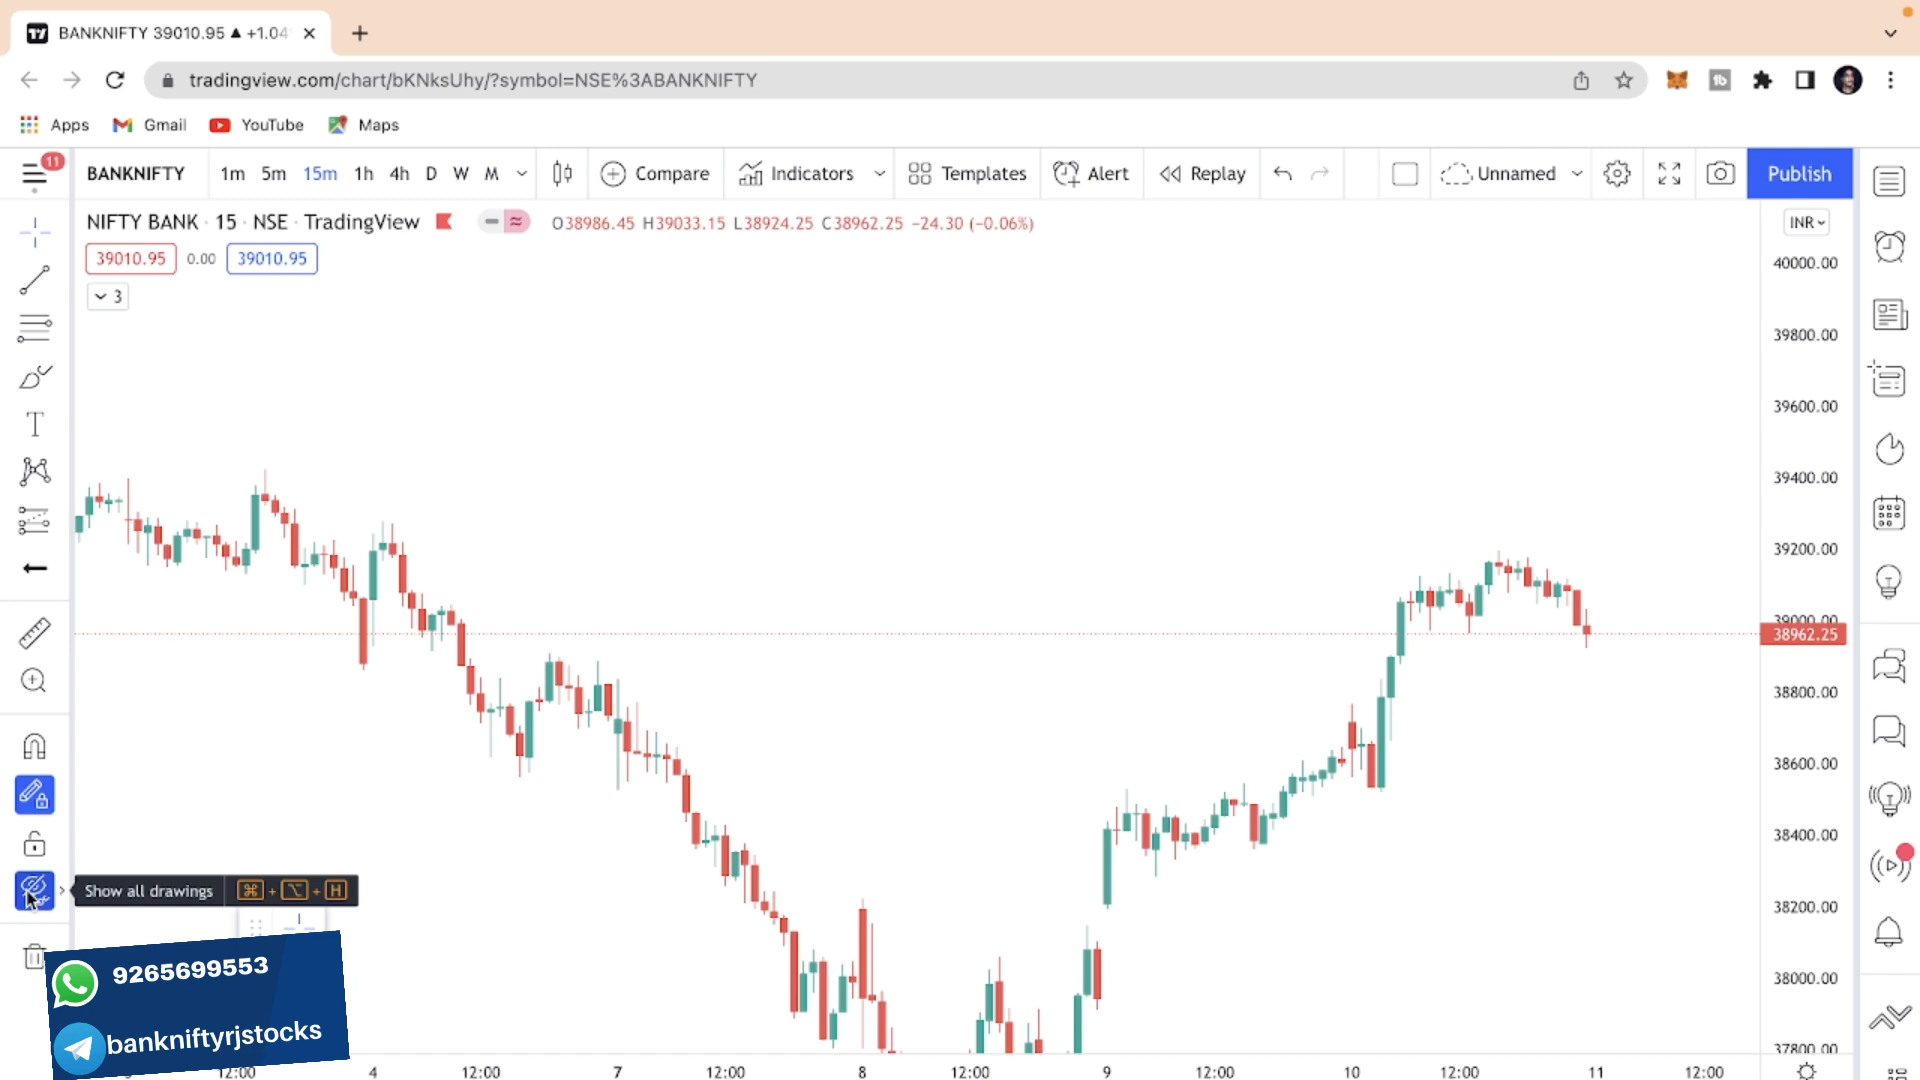 BANKNIFTY 39010.95 ▲ +1.04
tradingview.com/chart/bKNksUhy/?symbol=NSE%3ABANKNIFTY
Apps Gmail YouTube Maps
11
BANKNIFTY 1m 5m 15m 1h 4h D W M Compare Indicators Templates Alert Replay Unnamed Publish
NIFTY BANK · 15 · NSE · TradingView O38986.45 H39033.15 L38924.25 C38962.25 −24.30 (−0.06%)
INR
39010.95 0.00 39010.95
3
40000.00
39800.00
39600.00
39400.00
39200.00
39000.00
38962.25
38800.00
38600.00
38400.00
38200.00
38000.00
37800.00
Show all drawings ⌘ + ⌥ + H
9265699553
bankniftyrjstocks
12:00 4 12:00 7 12:00 8 12:00 9 12:00 10 12:00 11 12:00